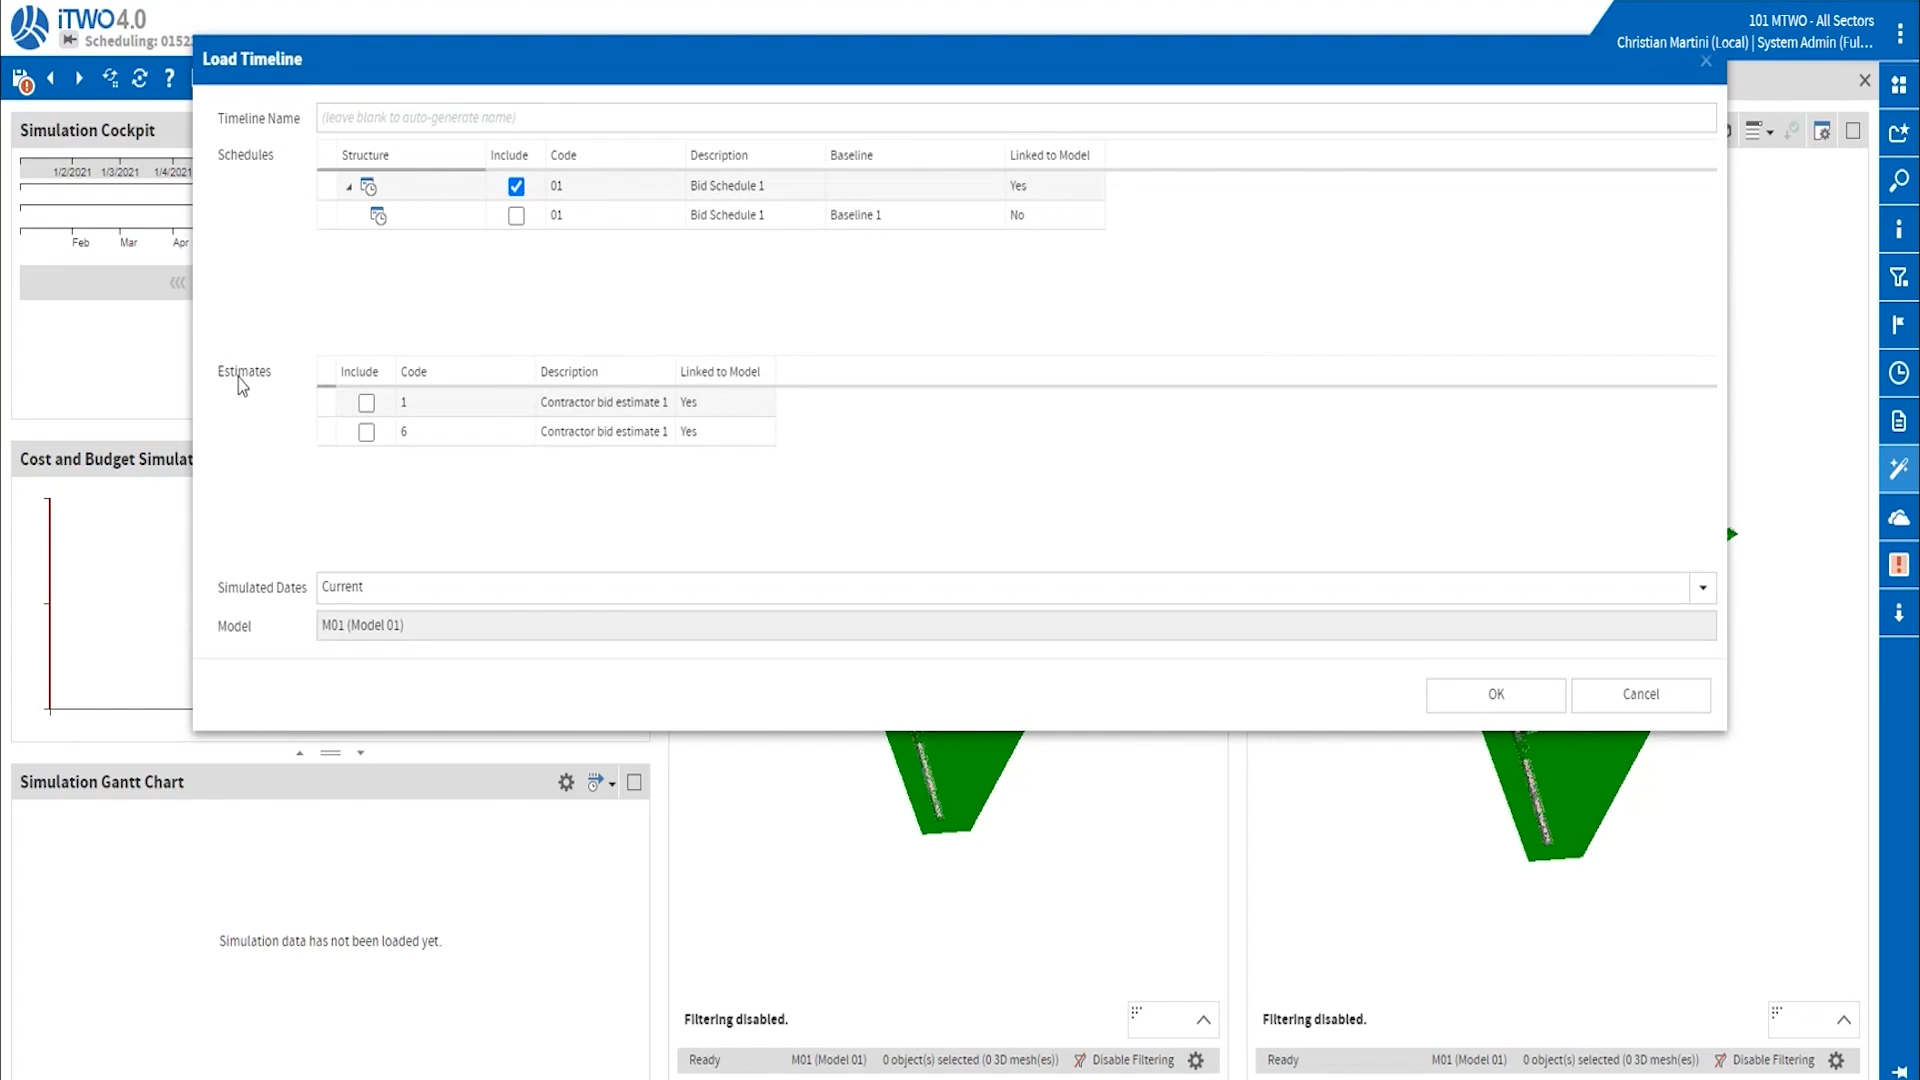 iTWO 4.0
Scheduling: 0152
101 MTWO - All Sectors
Christian Martini (Local) | System Admin (Ful...
Load Timeline
Timeline Name
(leave blank to auto-generate name)
Schedules
Structure Include Code Description Baseline Linked to Model
01 Bid Schedule 1 Yes
01 Bid Schedule 1 Baseline 1 No
Estimates
Include Code Description Linked to Model
1 Contractor bid estimate 1 Yes
6 Contractor bid estimate 1 Yes
Simulated Dates
Current
Model
M01 (Model 01)
OK
Cancel
Simulation Cockpit
1/2/2021 1/3/2021 1/4/2021
Feb Mar Apr
Cost and Budget Simulat
Simulation Gantt Chart
Simulation data has not been loaded yet.
Filtering disabled.
Ready M01 (Model 01) 0 object(s) selected (0 3D mesh(es)) Disable Filtering
Filtering disabled.
Ready M01 (Model 01) 0 object(s) selected (0 3D mesh(es)) Disable Filtering